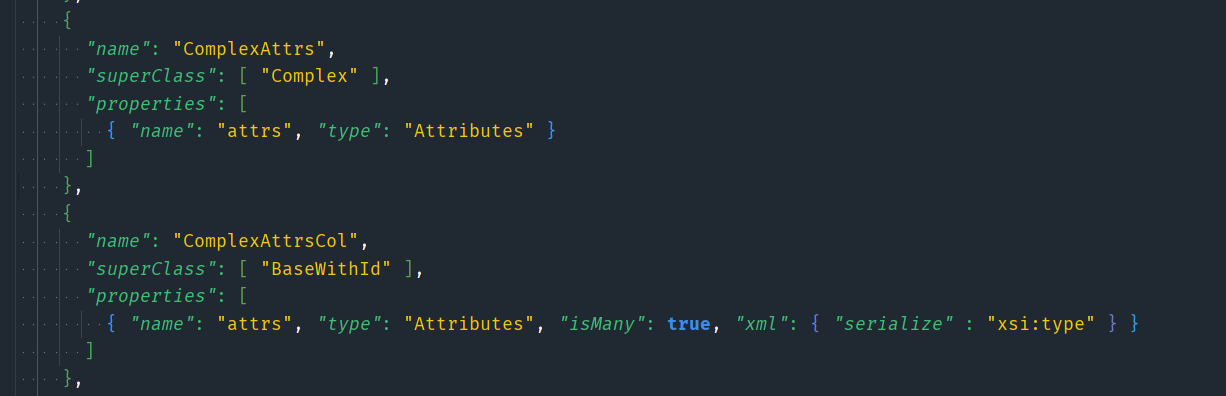 {
"name": "ComplexAttrs",
"superClass": [ "Complex" ],
"properties": [
{ "name": "attrs", "type": "Attributes" }
]
},
{
"name": "ComplexAttrsCol",
"superClass": [ "BaseWithId" ],
"properties": [
{ "name": "attrs", "type": "Attributes", "isMany": true, "xml": { "serialize" : "xsi:type" } }
]
},